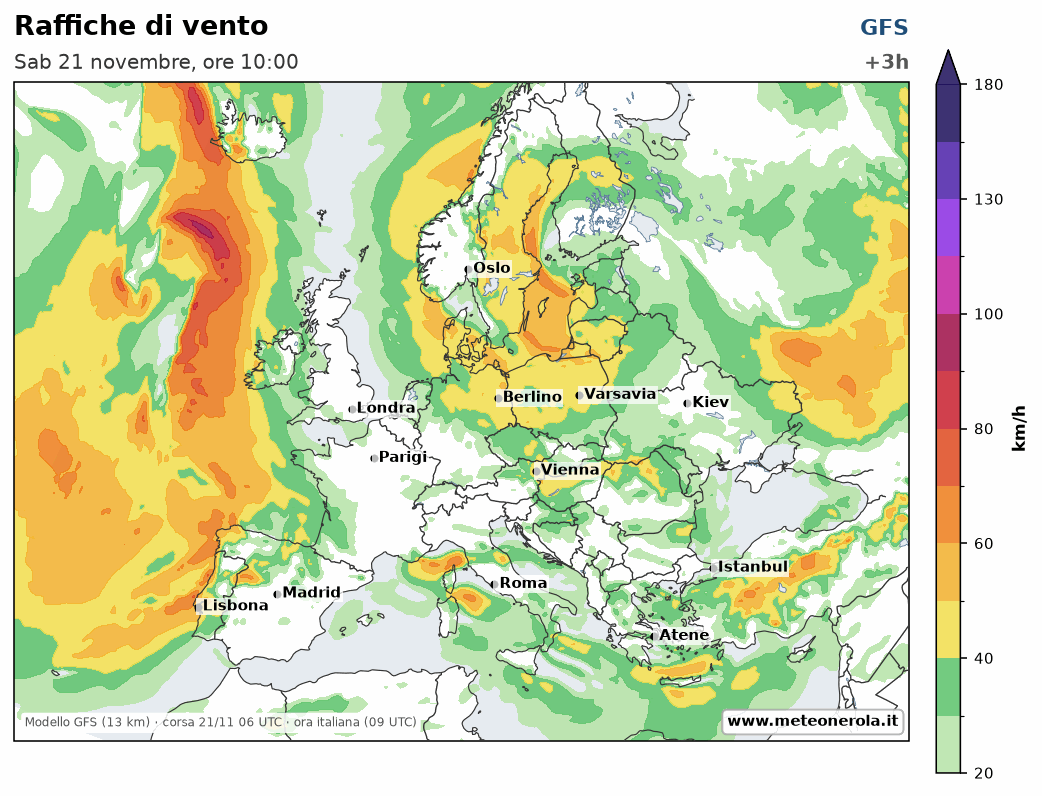 Raffiche di vento
GFS
Sab 21 novembre, ore 10:00
+3h
180
130
100
80
60
40
20
km/h
Oslo
Londra
Berlino
Varsavia
Kiev
Parigi
Vienna
Istanbul
Roma
Madrid
Lisbona
Atene
Modello GFS (13 km) · corsa 21/11 06 UTC · ora italiana (09 UTC)
www.meteonerola.it